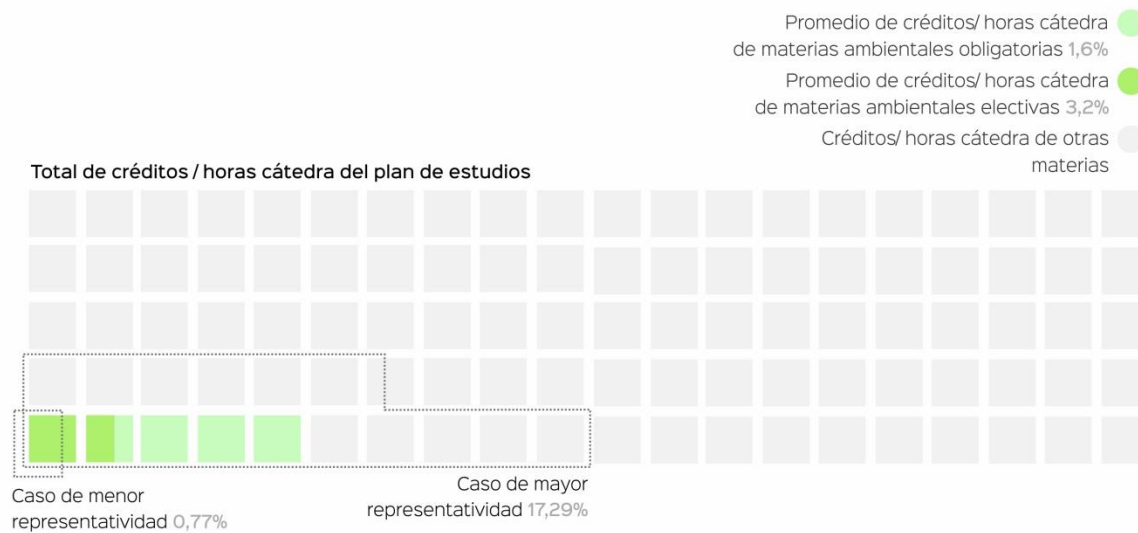 Promedio de créditos/ horas cátedra
de materias ambientales obligatorias 1,6%
Promedio de créditos/ horas cátedra
de materias ambientales electivas 3,2%
Créditos/ horas cátedra de otras
materias
Total de créditos / horas cátedra del plan de estudios
Caso de menor
representatividad 0,77%
Caso de mayor
representatividad 17,29%